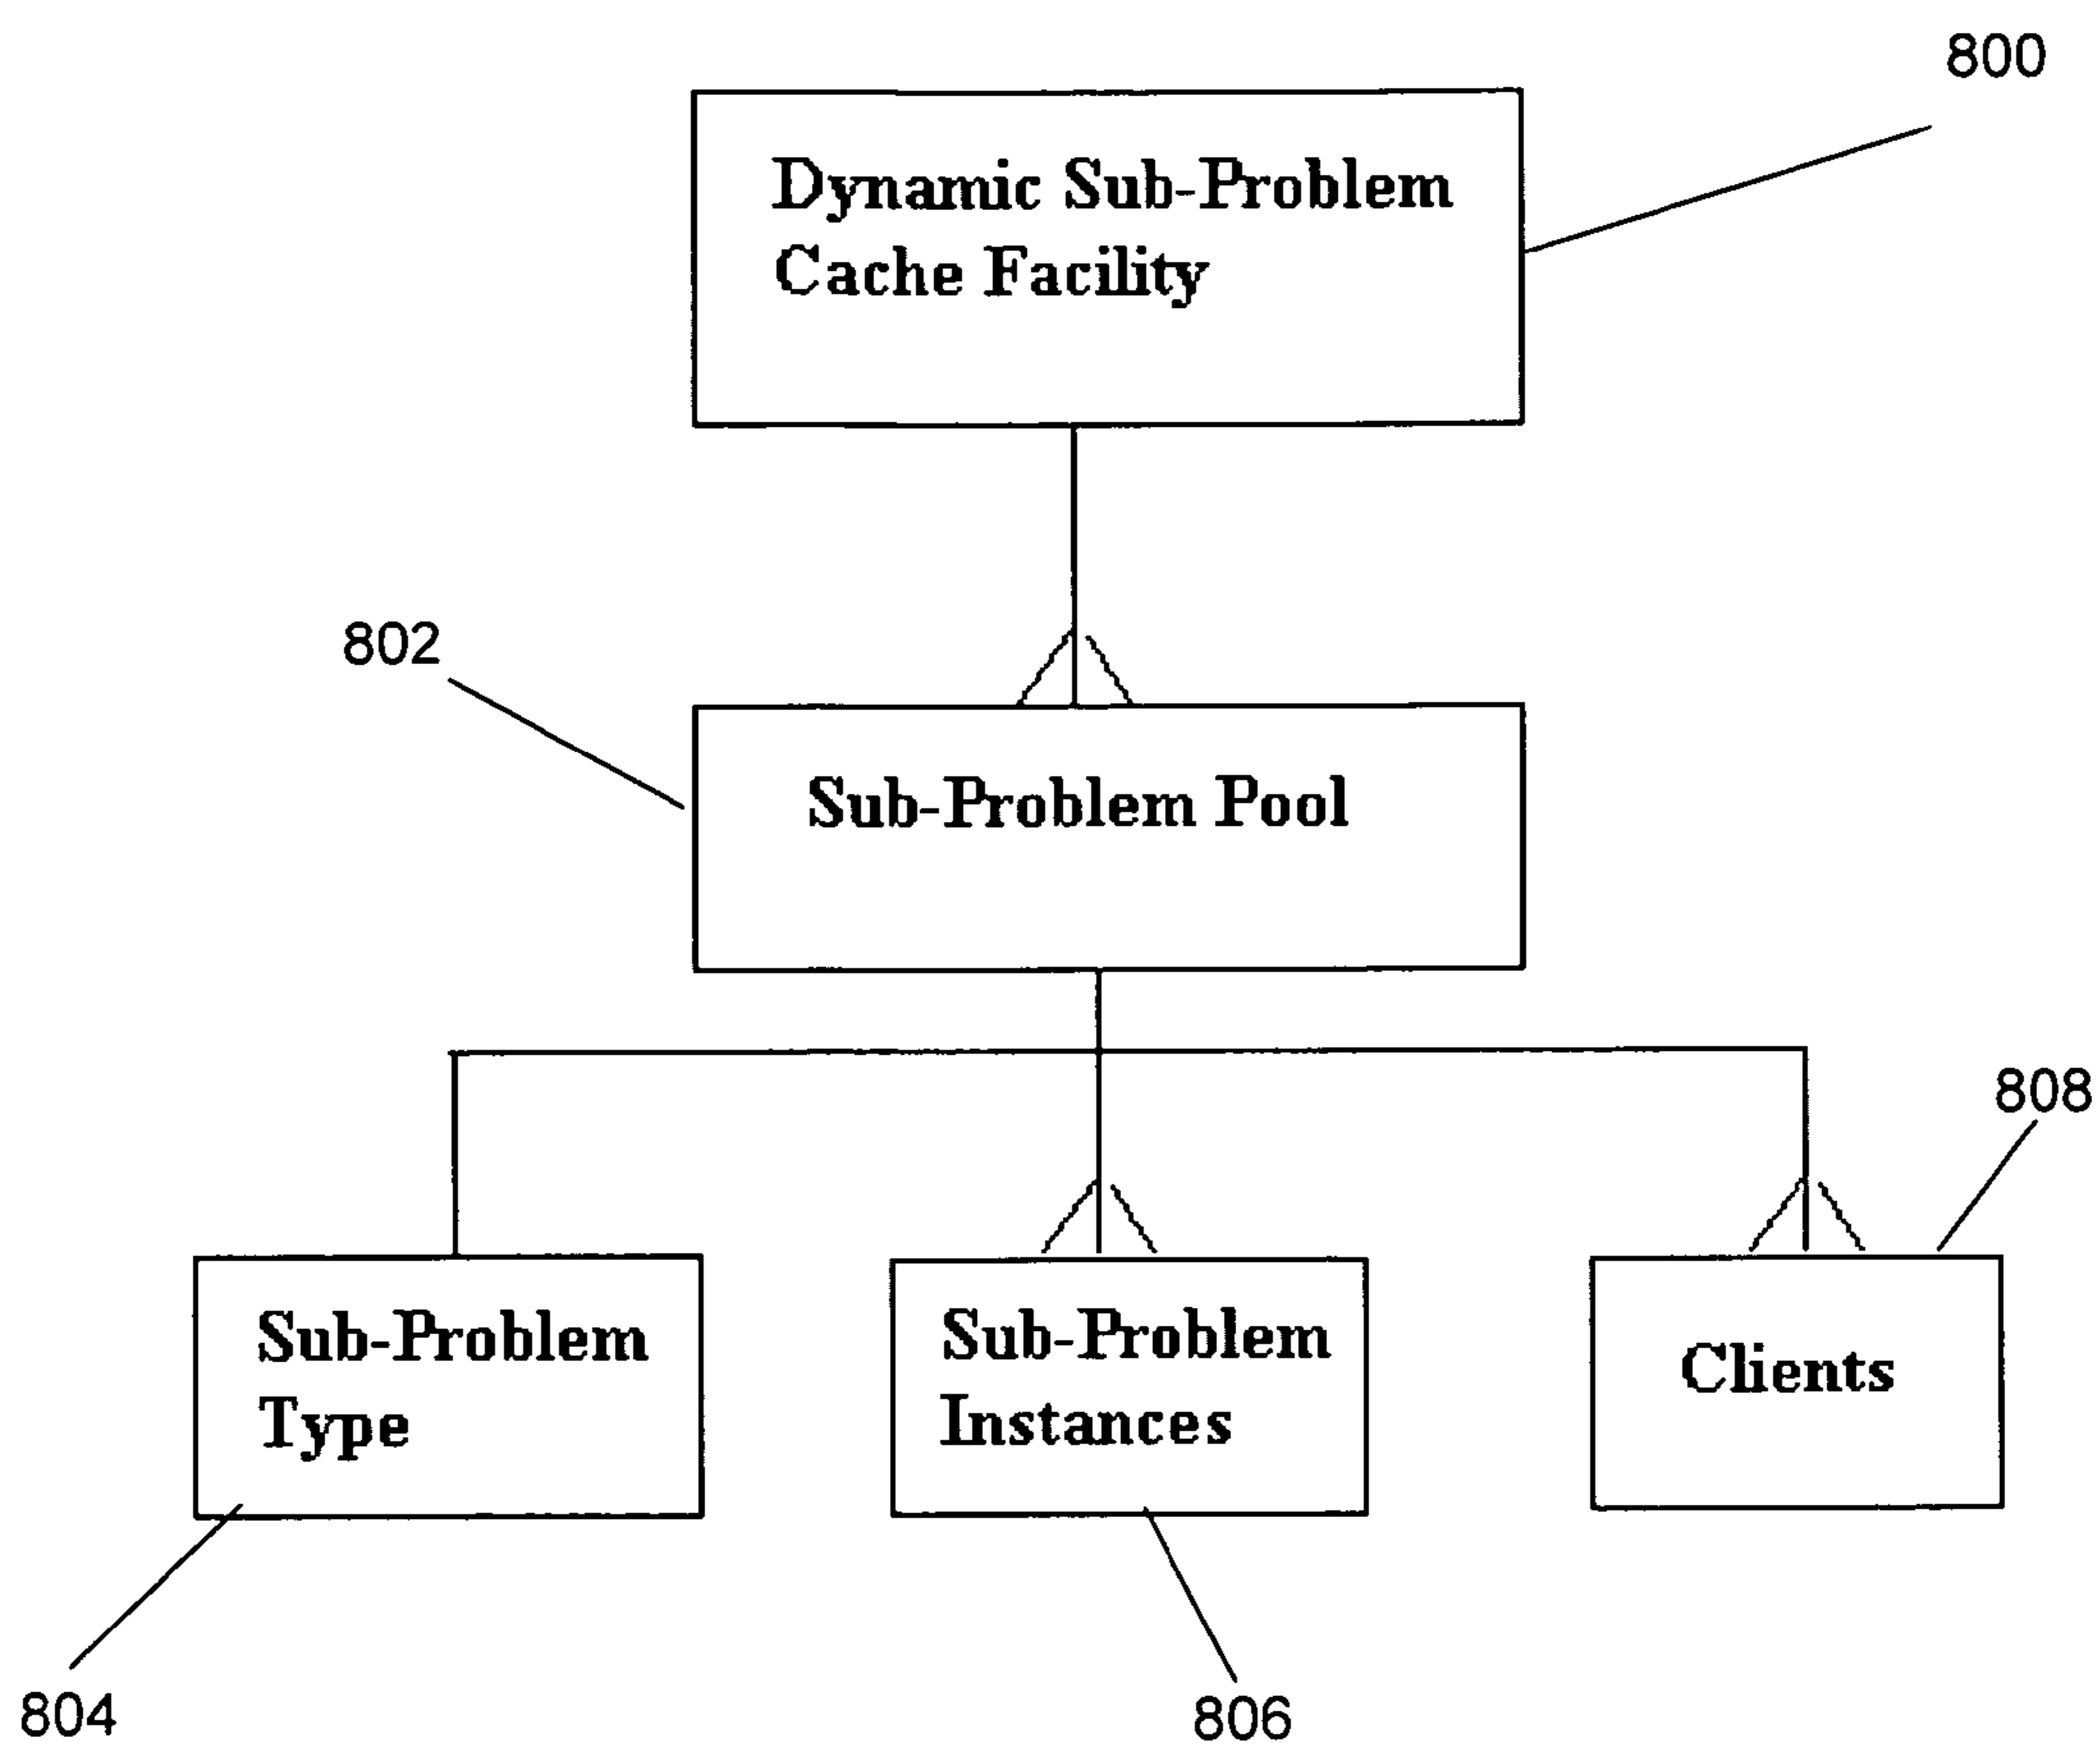 800
Dynamic Sub-Problem
Cache Facility
802
Sub-Problem Pool
808
Sub-Problem
Type
Sub-Problem
Instances
Clients
804
806